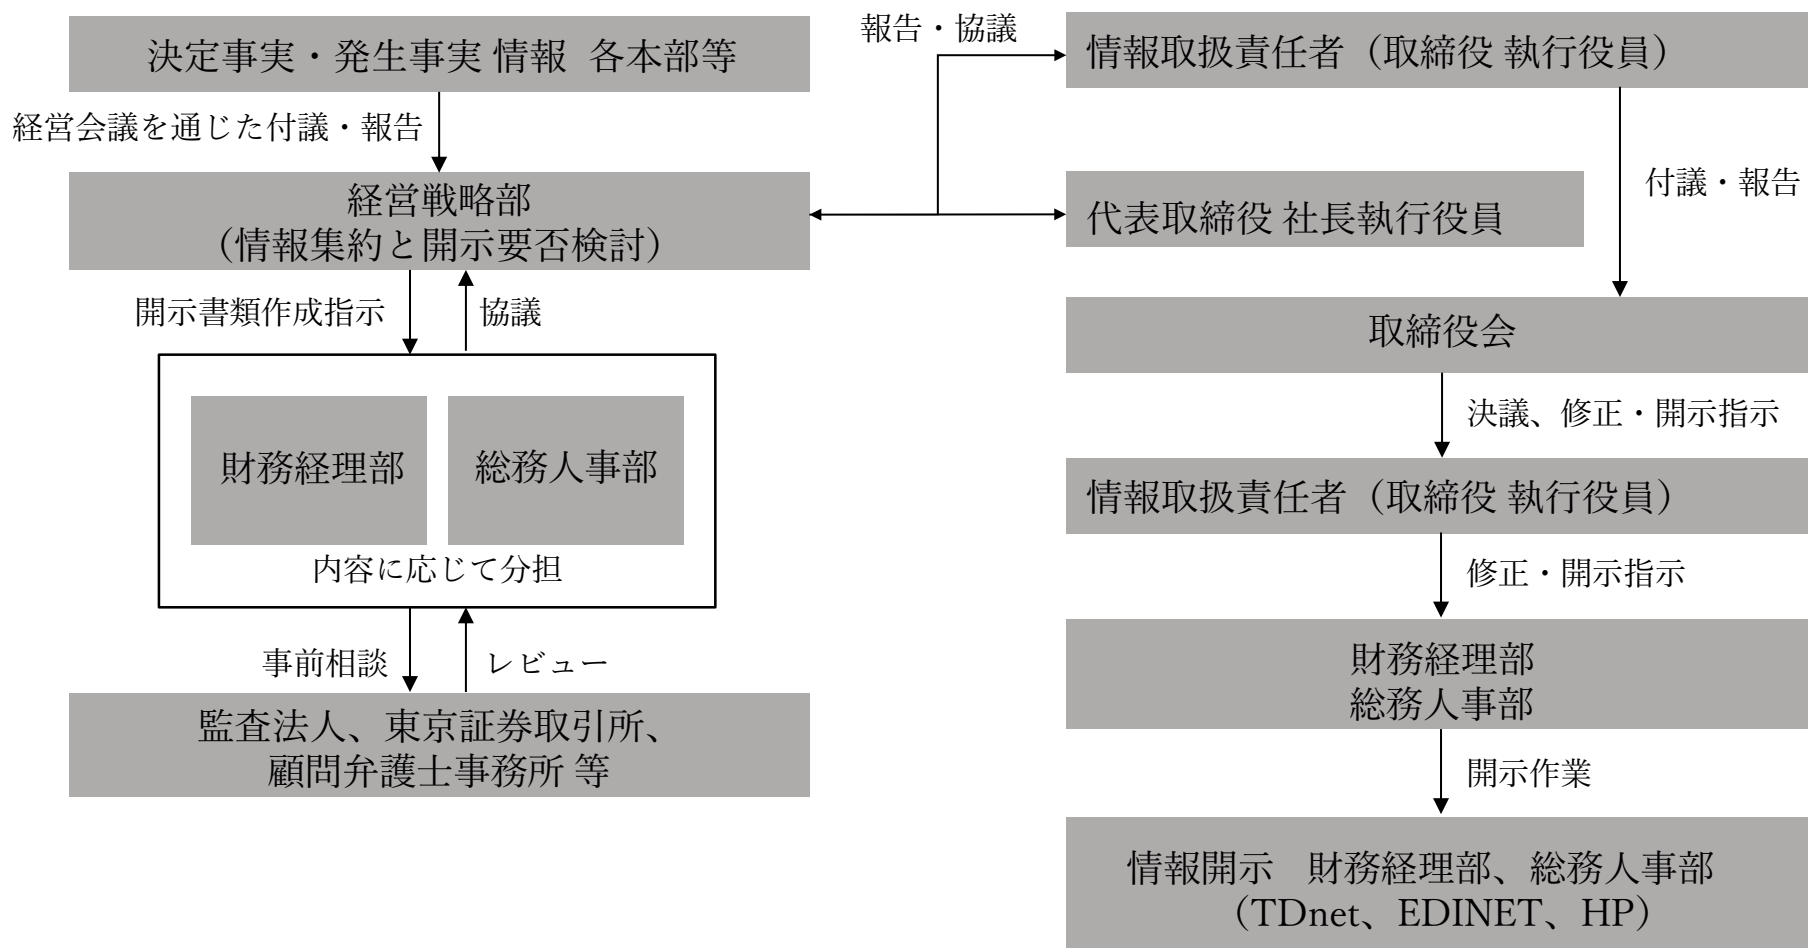 決定事実・発生事実 情報 各本部等
経営会議を通じた付議・報告
経営戦略部
（情報集約と開示要否検討）
開示書類作成指示
協議
財務経理部
総務人事部
内容に応じて分担
事前相談
レビュー
監査法人、東京証券取引所、
顧問弁護士事務所 等
報告・協議
情報取扱責任者（取締役 執行役員）
付議・報告
代表取締役 社長執行役員
取締役会
決議、修正・開示指示
情報取扱責任者（取締役 執行役員）
修正・開示指示
財務経理部
総務人事部
開示作業
情報開示 財務経理部、総務人事部
（TDnet、EDINET、HP）